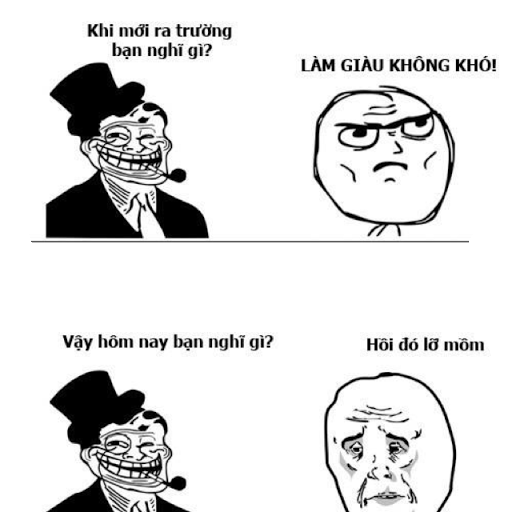 Khi mới ra trường
bạn nghĩ gì?
LÀM GIÀU KHÔNG KHÓ!
Vậy hôm nay bạn nghĩ gì?
Hồi đó lỡ mồm